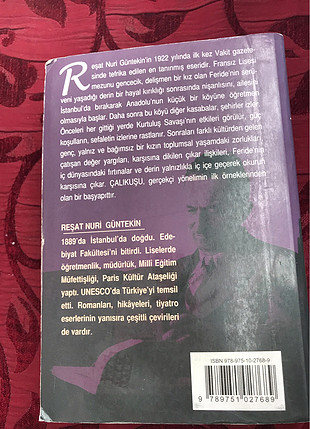 Reşat Nuri Güntekin'in 1922 yılında ilk kez Vakit gazete-
sinde tefrika edilen en tanınmış eseridir. Fransız Lisesi
mezunu gencecik, delişmen bir kız olan Feride'nin serü-
veni yaşadığı derin bir hayal kırıklığı sonrasında nişanlısını, ailesini
İstanbul'da bırakarak Anadolu'nun küçük bir köyüne öğretmen
olmasıyla başlar. Daha sonra bu köyü diğer kasabalar, şehirler izler.
Önceleri her gittiği yerde Kurtuluş Savaşı'nın etkileri görülür, güç
koşulların, sefaletin izlerine rastlanır. Sonraları farklı kültürden gelen
genç, yalnız ve bağımsız bir kızın toplumsal yaşamdaki zorlukları,
çatışan değer yargıları, karşısına dikilen çıkar ilişkileri, Feride'nin
iç dünyasındaki fırtınalar ve derin yalnızlıkla iç içe geçerek okurun
karşısına çıkar. ÇALIKUŞU, gerçekçi yönelimin ilk örneklerinden
olan bir başyapıttır.
REŞAT NURİ GÜNTEKİN
1889'da İstanbul'da doğdu. Ede-
biyat Fakültesi'ni bitirdi. Liselerde
öğretmenlik, müdürlük, Milli Eğitim
Müfettişliği, Paris Kültür Ataşeliği
yaptı. UNESCO'da Türkiye'yi temsil
etti. Romanları, hikâyeleri, tiyatro
eserlerinin yanısıra çeşitli çevirileri
de vardır.
ISBN 978-975-10-2768-9
9 789751 027689